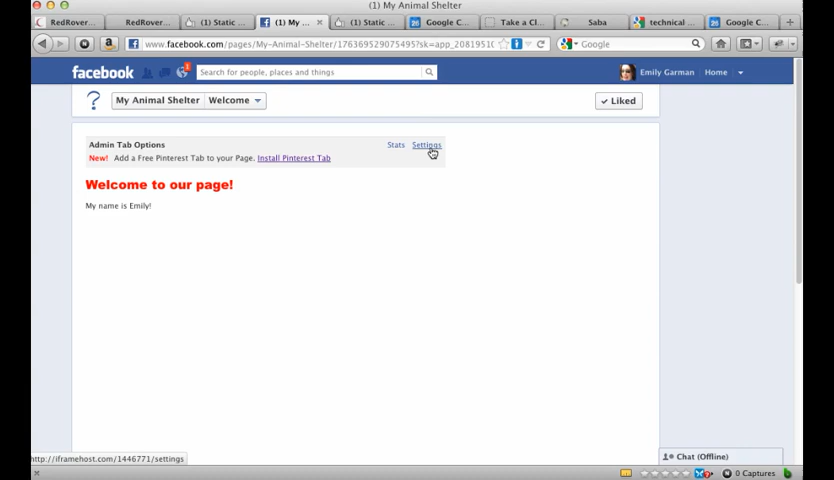 (1) My Animal Shelter
RedRover... RedRover... (1) Static ... (1) My ... (1) Static ... Google C... Take a Cl... Saba technical ... Google C...
www.facebook.com/pages/My-Animal-Shelter/176369529075495?sk=app_2081951( Google
facebook Search for people, places and things Emily Garman Home
My Animal Shelter Welcome Liked
Admin Tab Options Stats Settings
New! Add a Free Pinterest Tab to your Page. Install Pinterest Tab
Welcome to our page!
My name is Emily!
Chat (Offline)
http://iframehost.com/1446771/settings
0 Captures